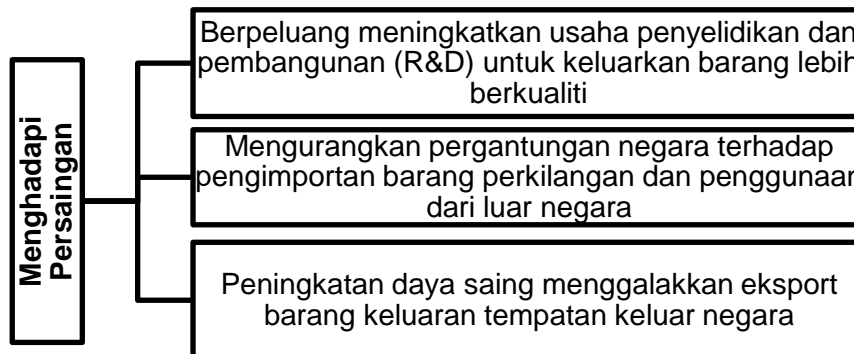 Menghadapi
Persaingan
Berpeluang meningkatkan usaha penyelidikan dan
pembangunan (R&D) untuk keluarkan barang lebih
berkualiti
Mengurangkan pergantungan negara terhadap
pengimportan barang perkilangan dan penggunaan
dari luar negara
Peningkatan daya saing menggalakkan eksport
barang keluaran tempatan keluar negara